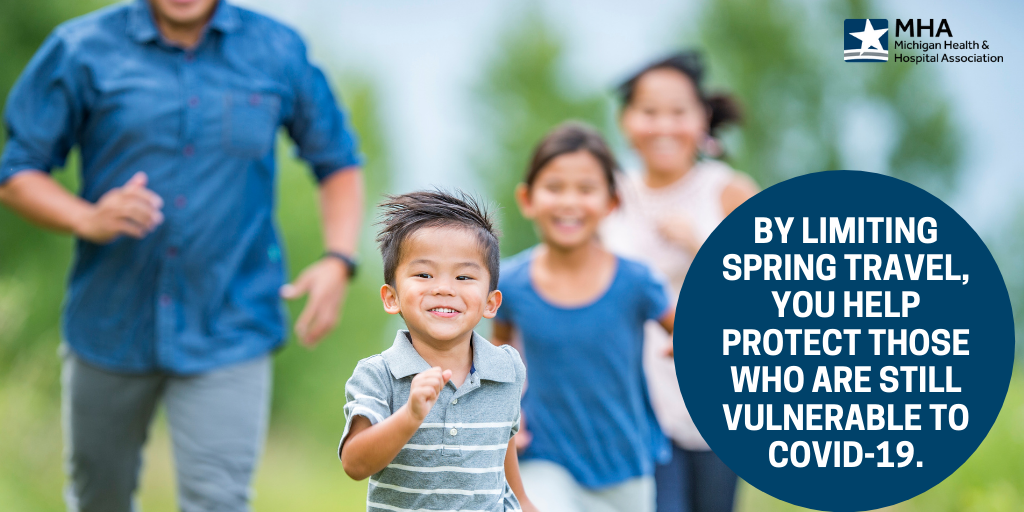 MHA
Michigan Health &
Hospital Association
BY LIMITING
SPRING TRAVEL,
YOU HELP
PROTECT THOSE
WHO ARE STILL
VULNERABLE TO
COVID-19.